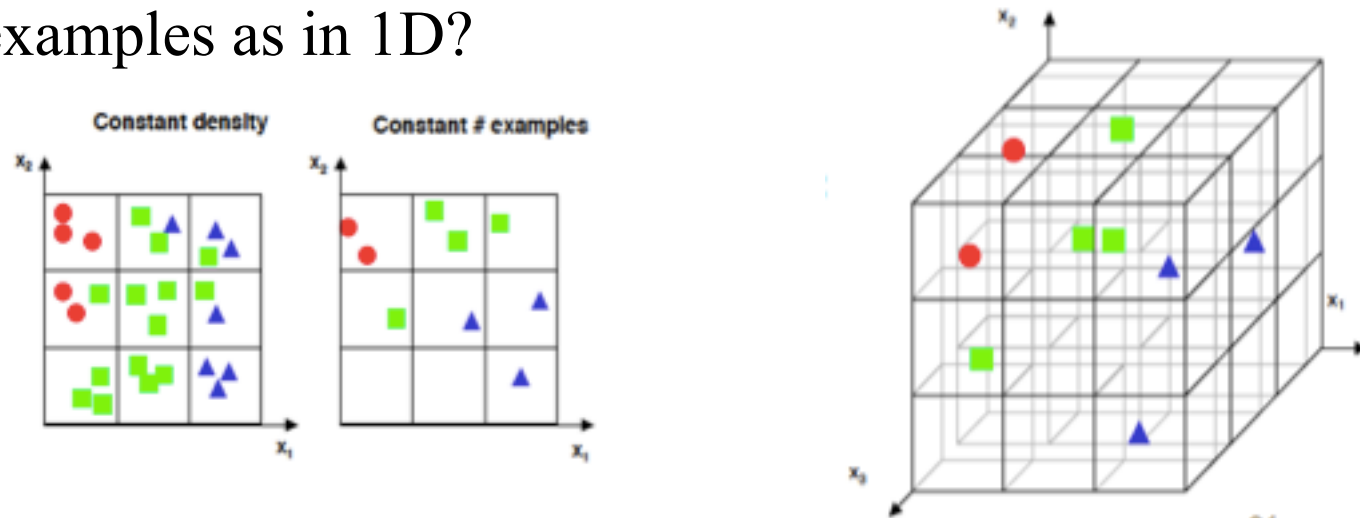 examples as in 1D?
Constant density
Constant # examples
x₂
x₁
x₂
x₁
x₂
x₁
x₃